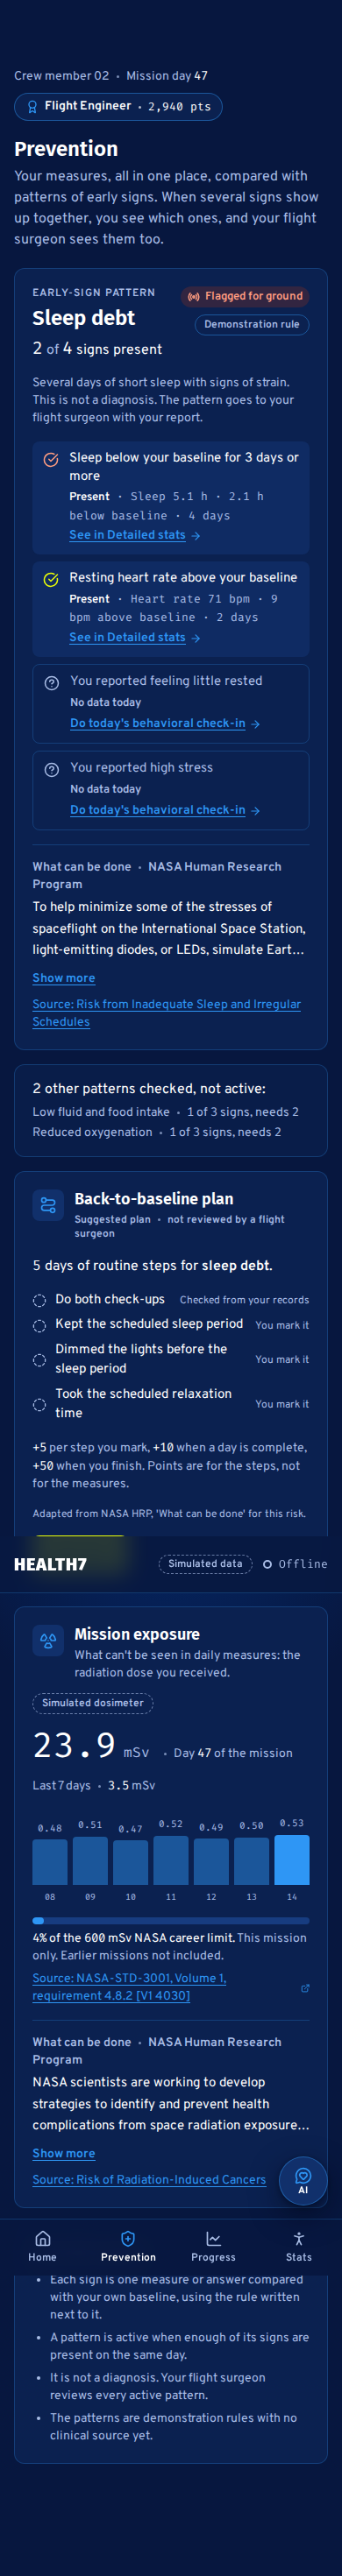 Crew member 02 • Mission day 47
Flight Engineer • 2,940 pts
Prevention
Your measures, all in one place, compared with
patterns of early signs. When several signs show
up together, you see which ones, and your flight
surgeon sees them too.
EARLY-SIGN PATTERN
Flagged for ground
Sleep debt
Demonstration rule
2 of 4 signs present
Several days of short sleep with signs of strain.
This is not a diagnosis. The pattern goes to your
flight surgeon with your report.
Sleep below your baseline for 3 days or
more
Present · Sleep 5.1 h · 2.1 h
below baseline · 4 days
See in Detailed stats →
Resting heart rate above your baseline
Present · Heart rate 71 bpm · 9
bpm above baseline · 2 days
See in Detailed stats →
You reported feeling little rested
No data today
Do today's behavioral check-in →
You reported high stress
No data today
Do today's behavioral check-in →
What can be done • NASA Human Research
Program
To help minimize some of the stresses of
spaceflight on the International Space Station,
light-emitting diodes, or LEDs, simulate Eart...
Show more
Source: Risk from Inadequate Sleep and Irregular
Schedules
2 other patterns checked, not active:
Low fluid and food intake • 1 of 3 signs, needs 2
Reduced oxygenation • 1 of 3 signs, needs 2
Back-to-baseline plan
Suggested plan • not reviewed by a flight
surgeon
5 days of routine steps for sleep debt.
Do both check-ups Checked from your records
Kept the scheduled sleep period You mark it
Dimmed the lights before the
sleep period
You mark it
Took the scheduled relaxation
time
You mark it
+5 per step you mark, +10 when a day is complete,
+50 when you finish. Points are for the steps, not
for the measures.
Adapted from NASA HRP, 'What can be done' for this risk.
HEALTH7
Simulated data
Offline
Mission exposure
What can't be seen in daily measures: the
radiation dose you received.
Simulated dosimeter
23.9 mSv • Day 47 of the mission
Last 7 days • 3.5 mSv
0.48 0.51 0.47 0.52 0.49 0.50 0.53
08 09 10 11 12 13 14
4% of the 600 mSv NASA career limit. This mission
only. Earlier missions not included.
Source: NASA-STD-3001, Volume 1,
requirement 4.8.2 [V1 4030]
What can be done • NASA Human Research
Program
NASA scientists are working to develop
strategies to identify and prevent health
complications from space radiation exposure...
Show more
Source: Risk of Radiation-Induced Cancers
AI
Home Prevention Progress Stats
• Each sign is one measure or answer compared
with your own baseline, using the rule written
next to it.
• A pattern is active when enough of its signs are
present on the same day.
• It is not a diagnosis. Your flight surgeon
reviews every active pattern.
• The patterns are demonstration rules with no
clinical source yet.